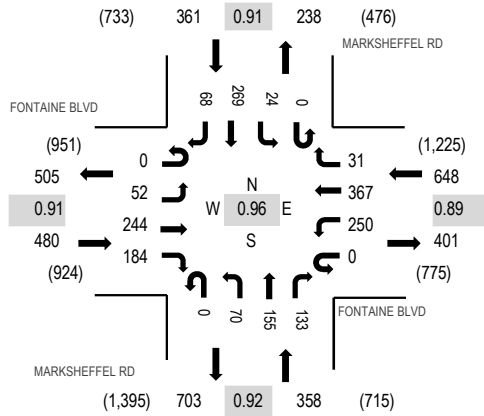 (733) 361 0.91 238 (476)
MARKSHEFFEL RD
FONTAINE BLVD
68 269 24 0
(951) (1,225)
505 0 31 648
52 N 367
0.91 W 0.96 E 0.89
480 244 S 250 401
184 0
(924) (775)
0 70 155 133
FONTAINE BLVD
MARKSHEFFEL RD
(1,395) 703 0.92 358 (715)